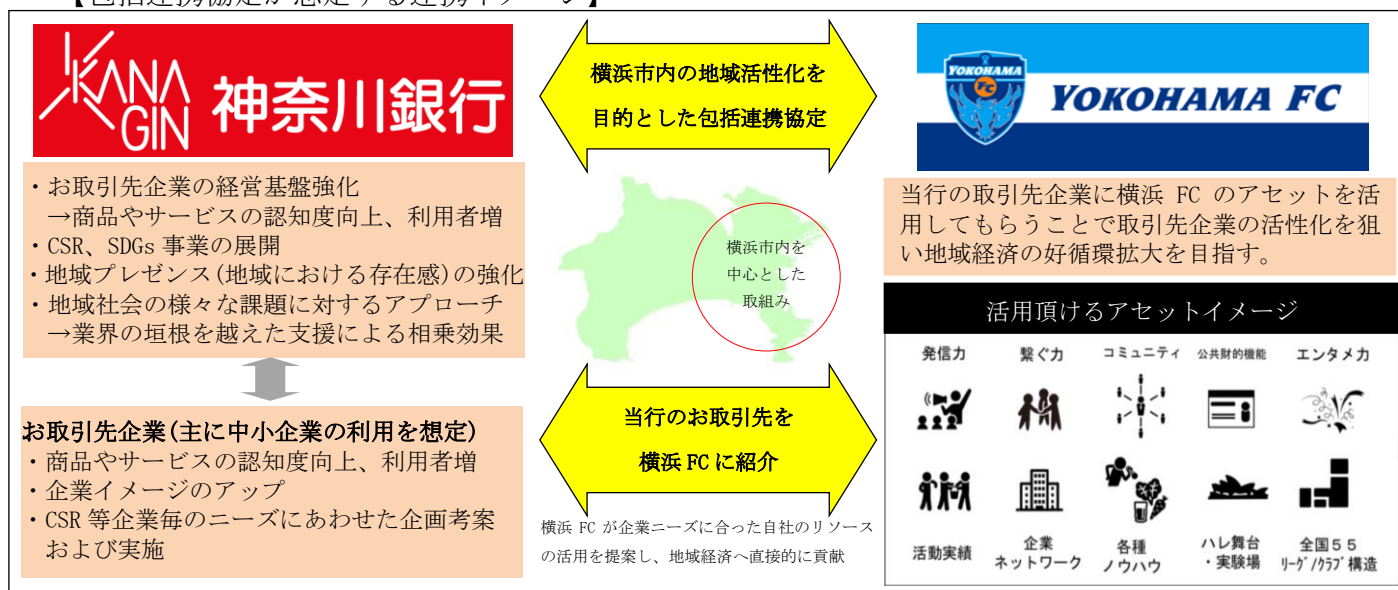 【包括連携協定が想定する連携イメージ】
KANAGIN 神奈川銀行
・お取引先企業の経営基盤強化
→商品やサービスの認知度向上、利用者増
・CSR、SDGs 事業の展開
・地域プレゼンス(地域における存在感)の強化
・地域社会の様々な課題に対するアプローチ
→業界の垣根を越えた支援による相乗効果
お取引先企業(主に中小企業の利用を想定)
・商品やサービスの認知度向上、利用者増
・企業イメージのアップ
・CSR 等企業毎のニーズにあわせた企画考案
および実施
横浜市内の地域活性化を
目的とした包括連携協定
横浜市内を
中心とした
取組み
当行のお取引先を
横浜 FC に紹介
横浜 FC が企業ニーズに合った自社のリソース
の活用を提案し、地域経済へ直接的に貢献
YOKOHAMA
FC
YOKOHAMA FC
当行の取引先企業に横浜 FC のアセットを活
用してもらうことで取引先企業の活性化を狙
い地域経済の好循環拡大を目指す。
活用頂けるアセットイメージ
発信力 繋ぐ力 コミュニティ 公共財的機能 エンタメ力
活動実績 企業 各種 ハレ舞台 全国55
ネットワーク ノウハウ ・実験場 リーグ/クラブ構造